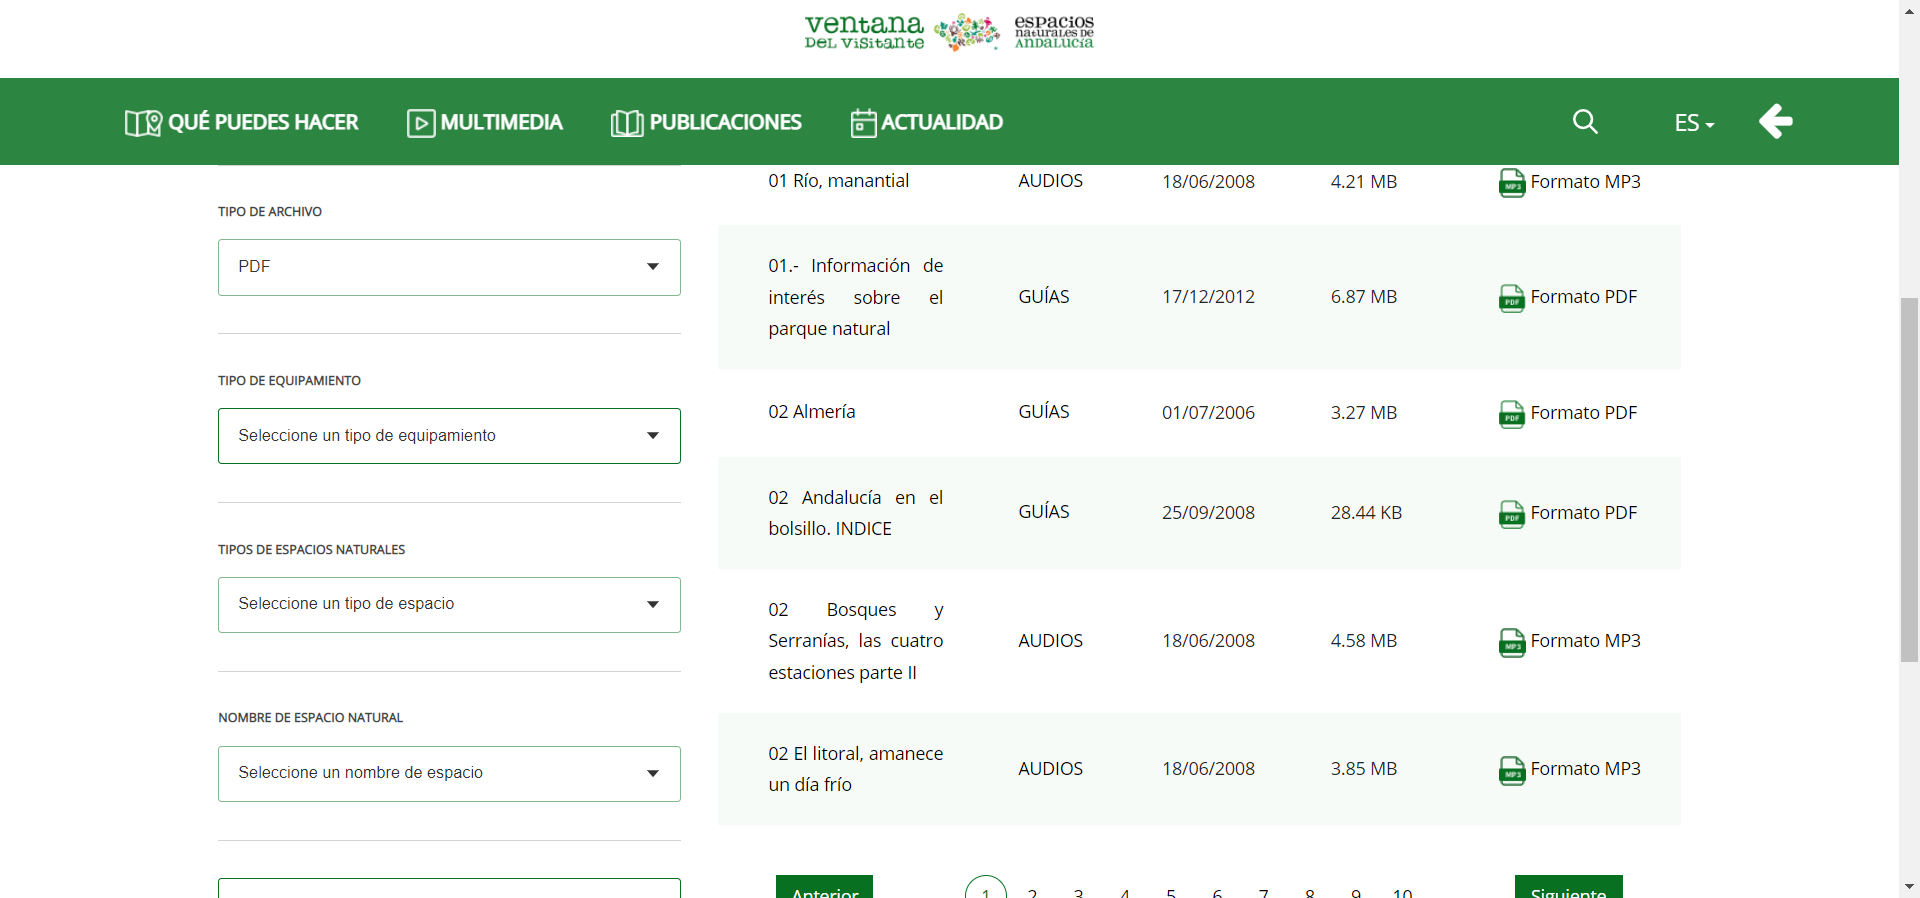 ventana
DEL VISITANTE
espacios
naturales DE
ANDALUCÍA
QUÉ PUEDES HACER
MULTIMEDIA
PUBLICACIONES
ACTUALIDAD
ES
TIPO DE ARCHIVO
PDF
TIPO DE EQUIPAMIENTO
Seleccione un tipo de equipamiento
TIPOS DE ESPACIOS NATURALES
Seleccione un tipo de espacio
NOMBRE DE ESPACIO NATURAL
Seleccione un nombre de espacio
01 Río, manantial AUDIOS 18/06/2008 4.21 MB MP3 Formato MP3
01.- Información de
interés sobre el
parque natural
GUÍAS 17/12/2012 6.87 MB PDF Formato PDF
02 Almería GUÍAS 01/07/2006 3.27 MB PDF Formato PDF
02 Andalucía en el
bolsillo. INDICE
GUÍAS 25/09/2008 28.44 KB PDF Formato PDF
02 Bosques y
Serranías, las cuatro
estaciones parte II
AUDIOS 18/06/2008 4.58 MB MP3 Formato MP3
02 El litoral, amanece
un día frío
AUDIOS 18/06/2008 3.85 MB MP3 Formato MP3
Anterior 1 2 3 4 5 6 7 8 9 10 Siguiente